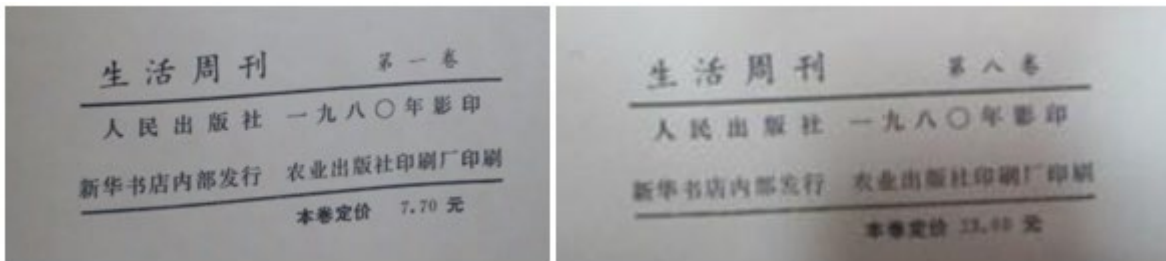 生活周刊 第一卷
人民出版社 一九八〇年影印
新华书店内部发行 农业出版社印刷厂印刷
本卷定价 7.70 元
生活周刊 第八卷
人民出版社 一九八〇年影印
新华书店内部发行 农业出版社印刷厂印刷
本卷定价 元